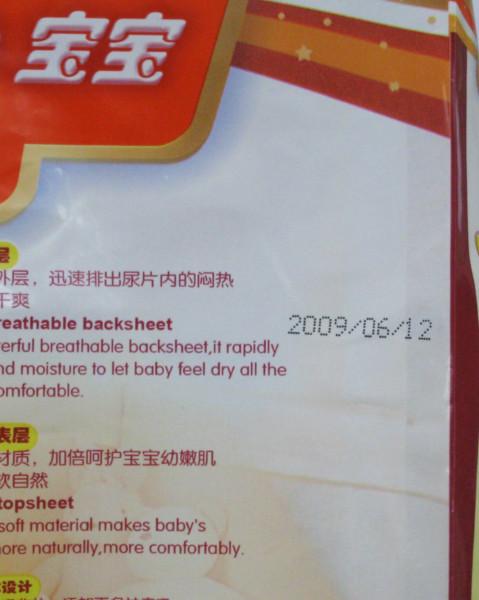 宝宝
层
外层，迅速排出尿片内的闷热
干爽
reathable backsheet
2009/06/12
erful breathable backsheet,it rapidly
nd moisture to let baby feel dry all the
omfortable.
表层
材质，加倍呵护宝宝幼嫩肌
软自然
topsheet
soft material makes baby's
ore naturally,more comfortably.
设计